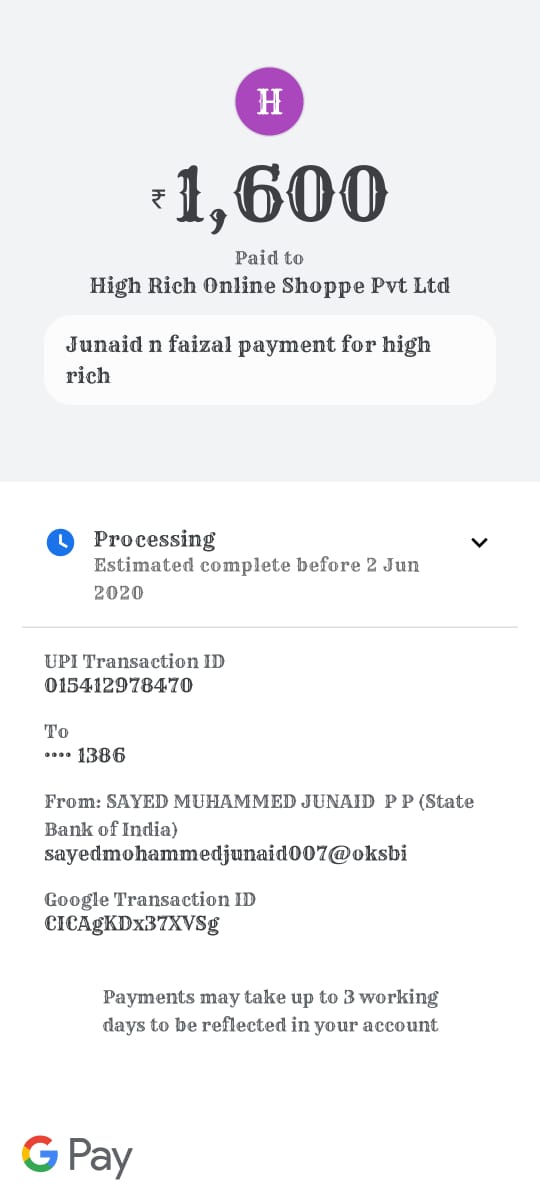 H
₹1,600
Paid to
High Rich Online Shoppe Pvt Ltd
Junaid n faizal payment for high
rich
Processing
Estimated complete before 2 Jun
2020
UPI Transaction ID
015412978470
To
•••• 1386
From: SAYED MUHAMMED JUNAID  P P (State
Bank of India)
sayedmohammedjunaid007@oksbi
Google Transaction ID
CICAgKDx37XVSg
Payments may take up to 3 working
days to be reflected in your account
G Pay